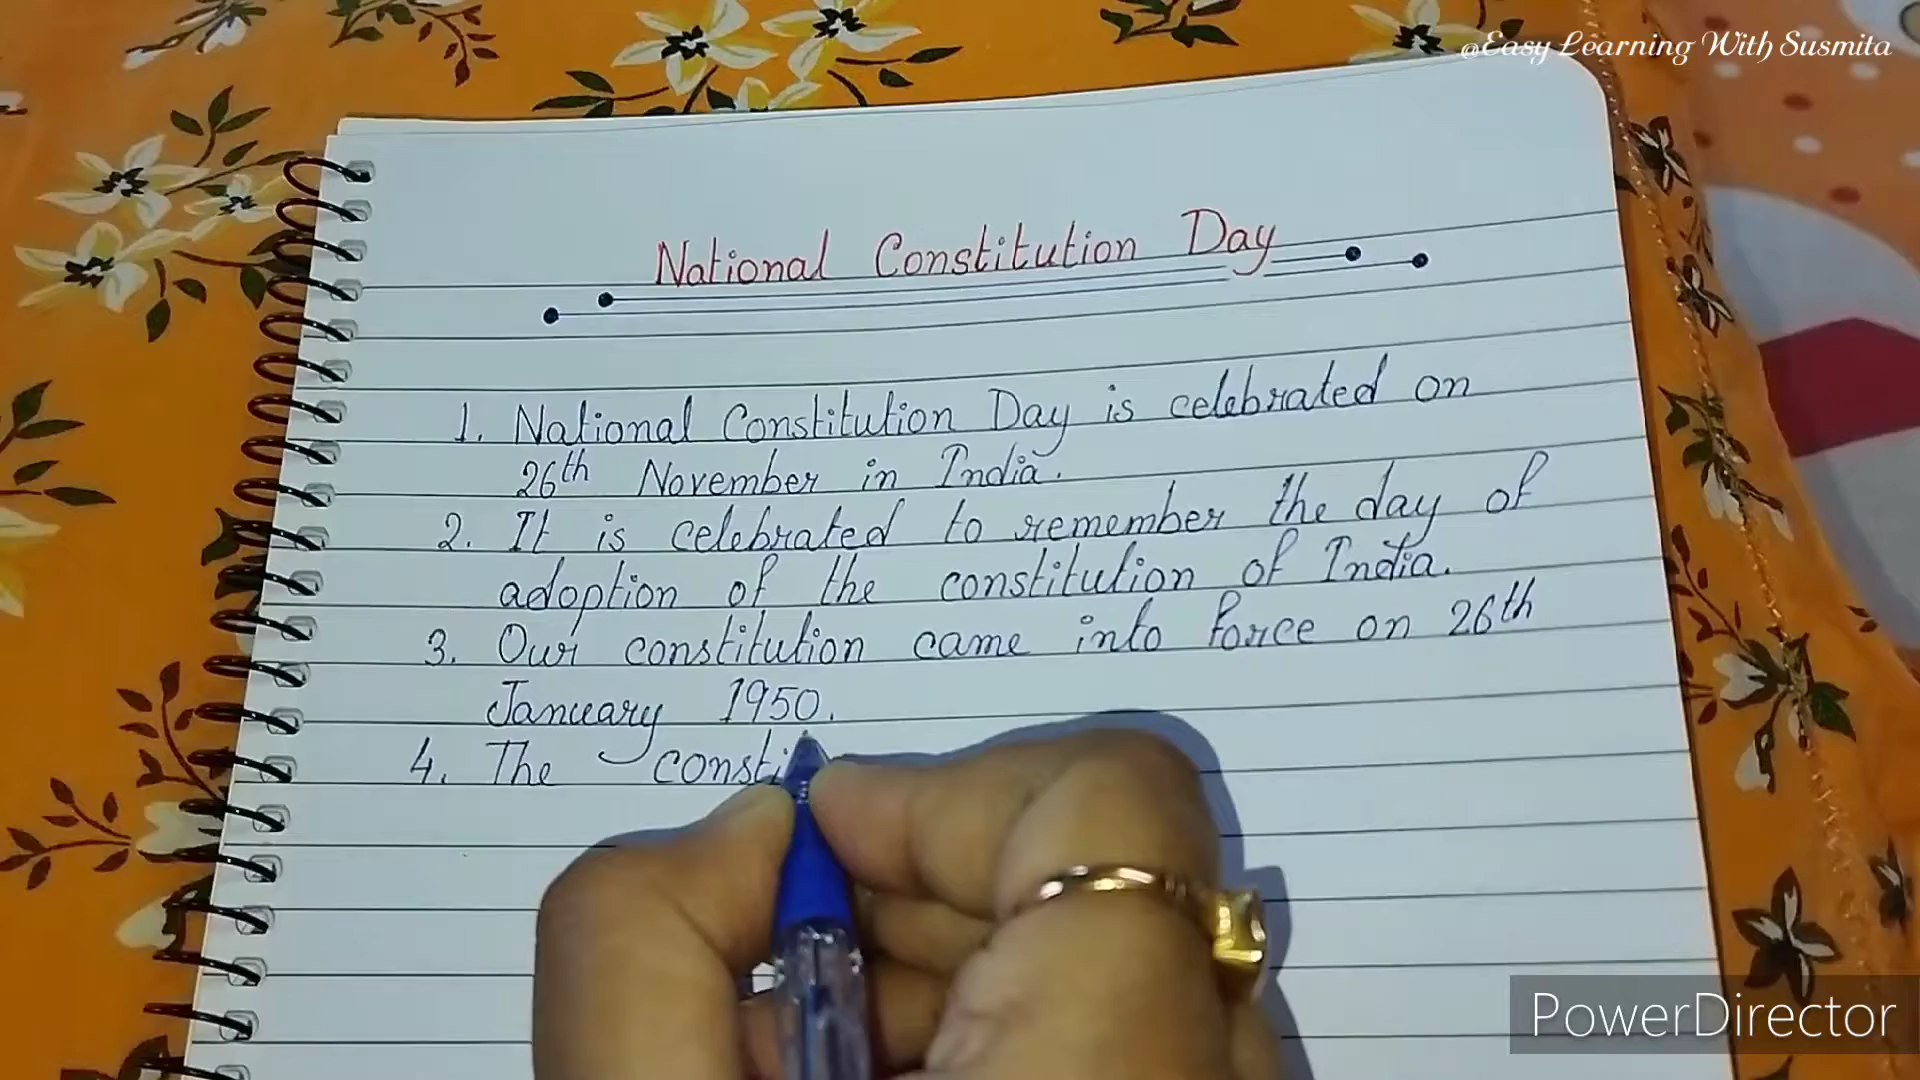 @Easy Learning With Susmita
National Constitution Day
1. National Constitution Day is celebrated on
26th November in India.
2. It is celebrated to remember the day of
adoption of the constitution of India.
3. Our constitution came into force on 26th
January 1950.
4. The consti
PowerDirector